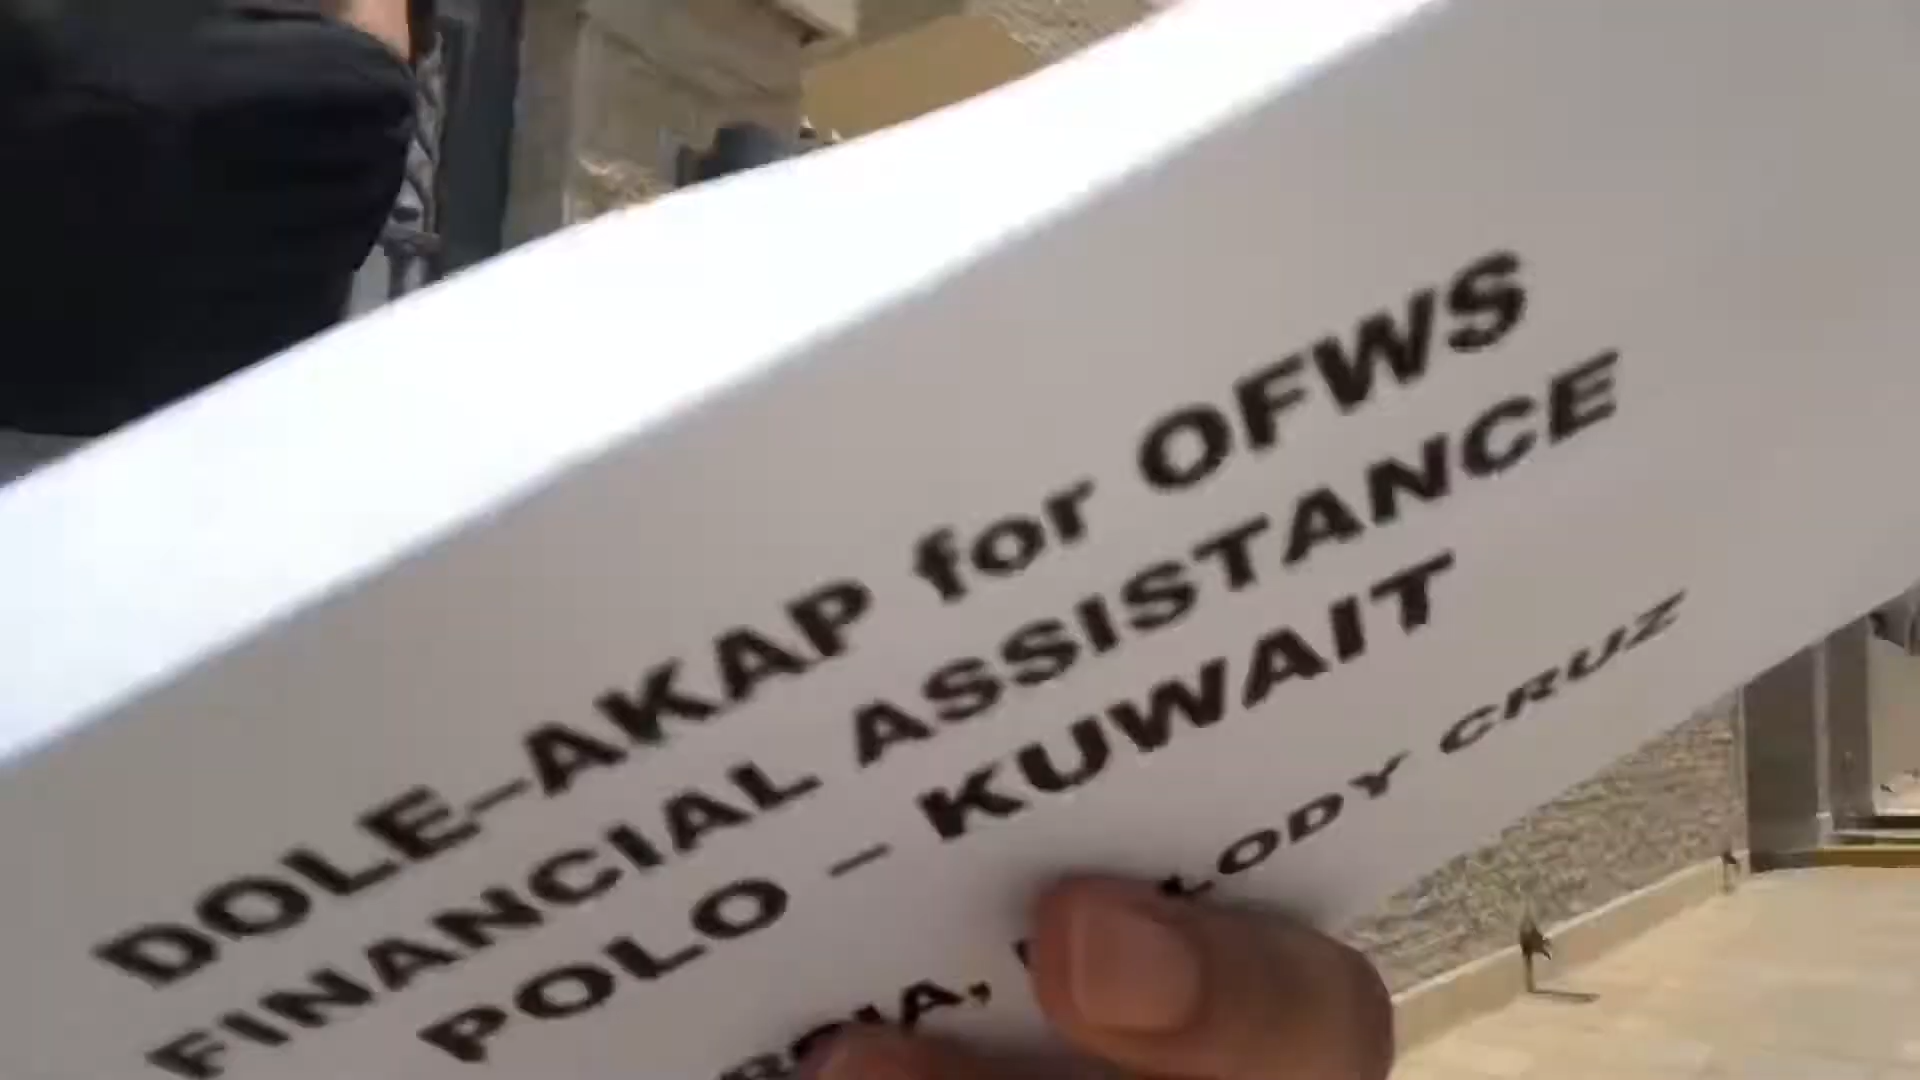 DOLE–AKAP for OFWS
FINANCIAL ASSISTANCE
POLO – KUWAIT
CRUZ